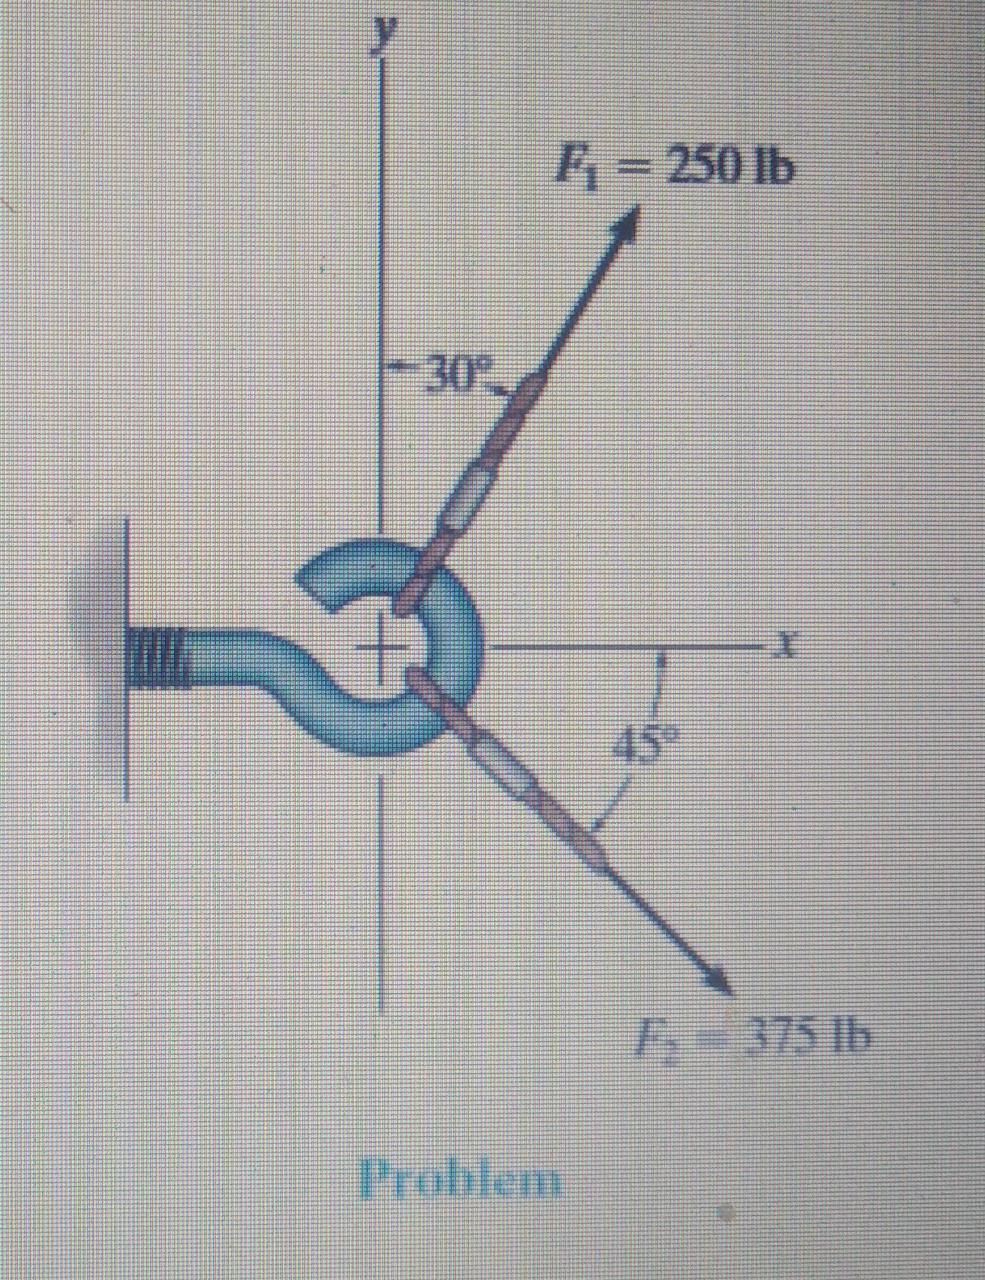 y
F₁ = 250 lb
30°
x
45°
F₂ = 375 lb
Problem